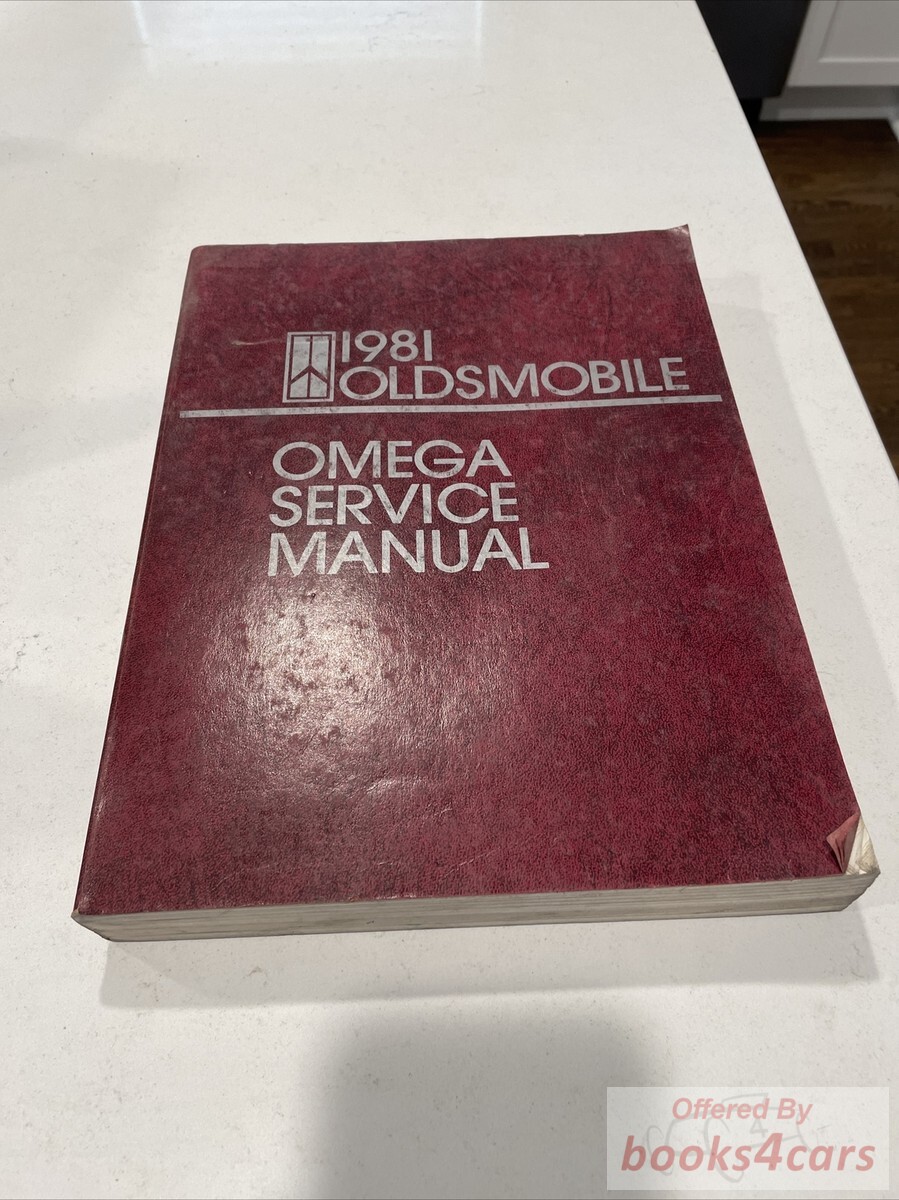 1981
OLDSMOBILE
OMEGA
SERVICE
MANUAL
Offered By
books4cars